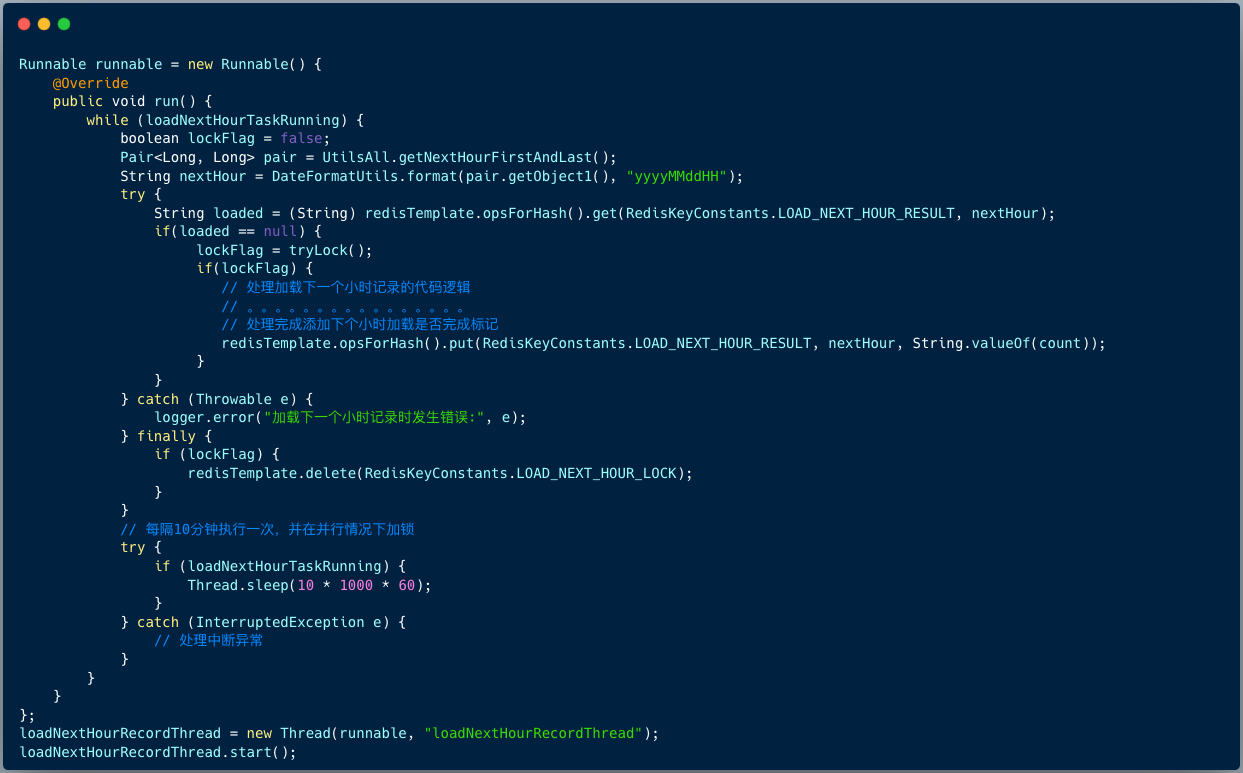 Runnable runnable = new Runnable() {
    @Override
    public void run() {
        while (loadNextHourTaskRunning) {
            boolean lockFlag = false;
            Pair<Long, Long> pair = UtilsAll.getNextHourFirstAndLast();
            String nextHour = DateFormatUtils.format(pair.getObject1(), "yyyyMMddHH");
            try {
                String loaded = (String) redisTemplate.opsForHash().get(RedisKeyConstants.LOAD_NEXT_HOUR_RESULT, nextHour);
                if(loaded == null) {
                     lockFlag = tryLock();
                     if(lockFlag) {
                        // 处理加载下一个小时记录的代码逻辑
                        // 。。。。。。。。。。。。。。。。
                        // 处理完成添加下个小时加载是否完成标记
                        redisTemplate.opsForHash().put(RedisKeyConstants.LOAD_NEXT_HOUR_RESULT, nextHour, String.valueOf(count));
                     }
                }
            } catch (Throwable e) {
                logger.error("加载下一个小时记录时发生错误:", e);
            } finally {
                if (lockFlag) {
                    redisTemplate.delete(RedisKeyConstants.LOAD_NEXT_HOUR_LOCK);
                }
            }
            // 每隔10分钟执行一次，并在并行情况下加锁
            try {
                if (loadNextHourTaskRunning) {
                    Thread.sleep(10 * 1000 * 60);
                }
            } catch (InterruptedException e) {
                // 处理中断异常
            }
        }
    }
};
loadNextHourRecordThread = new Thread(runnable, "loadNextHourRecordThread");
loadNextHourRecordThread.start();